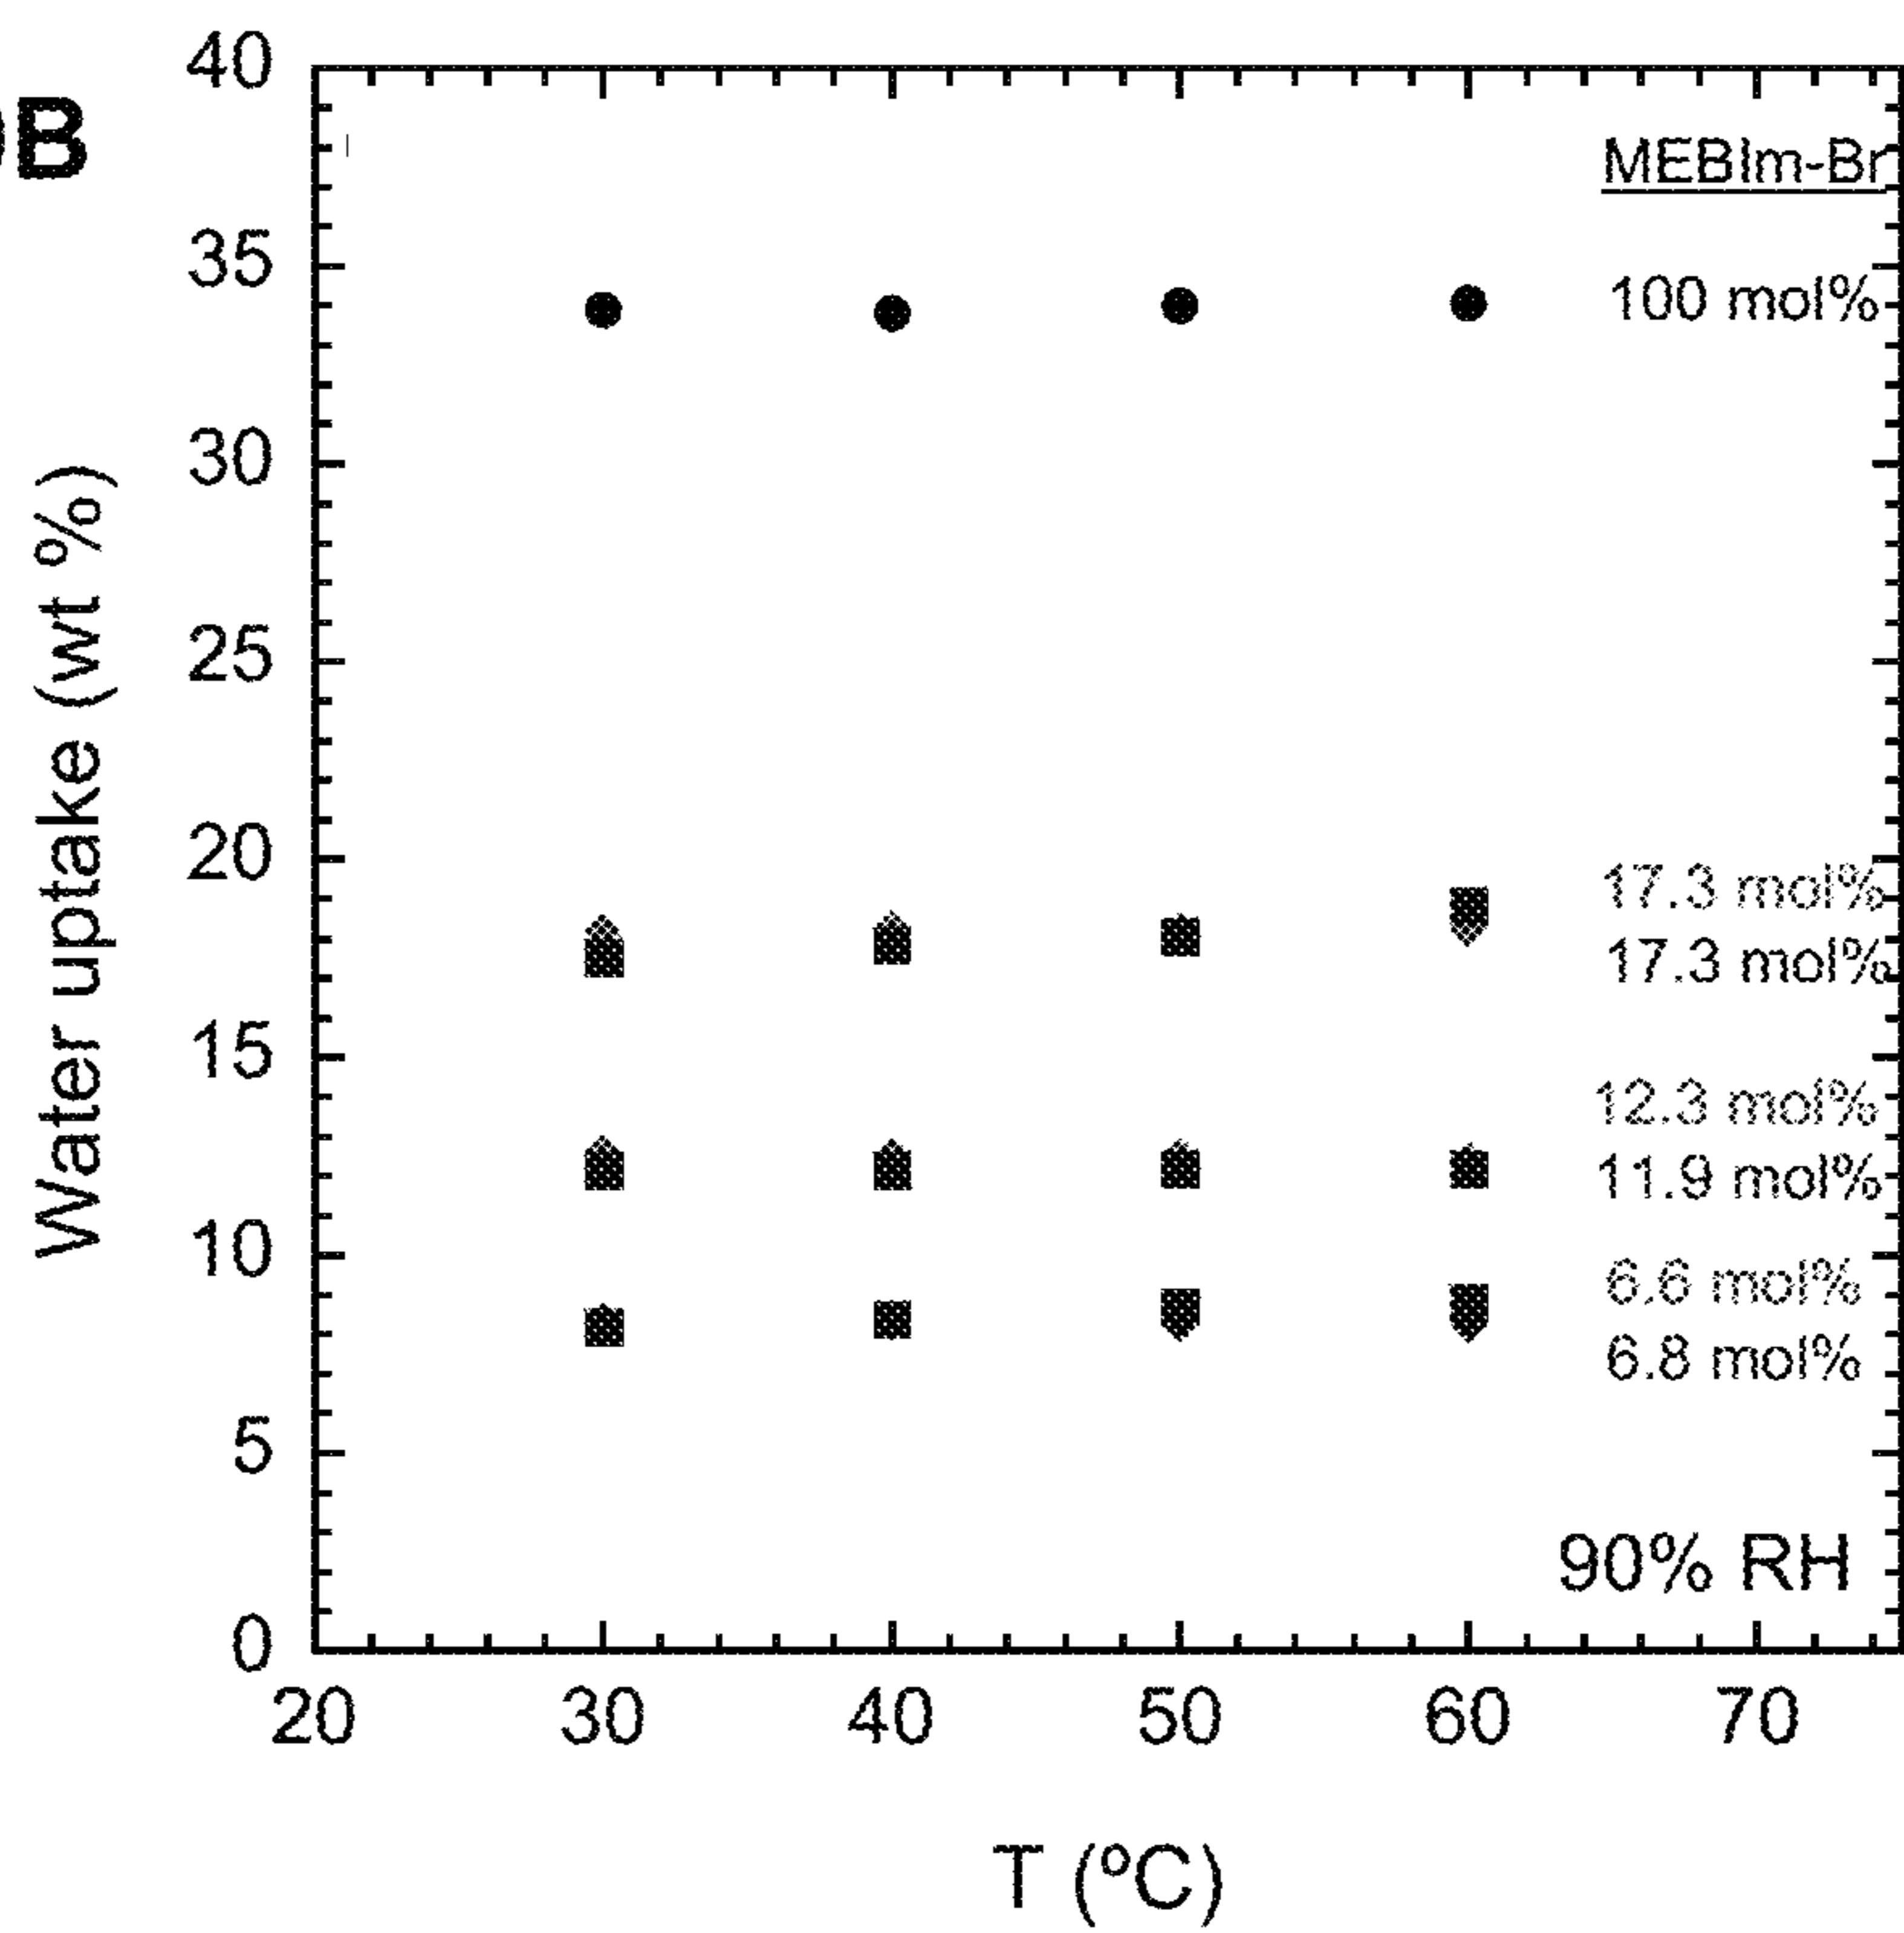 B
40
35
30
25
20
15
10
5
0
Water uptake (wt %)
MEBIm-Br
100 mol%
17.3 mol%
17.3 mol%
12.3 mol%
11.9 mol%
6.6 mol%
6.8 mol%
90% RH
20 30 40 50 60 70
T (ºC)